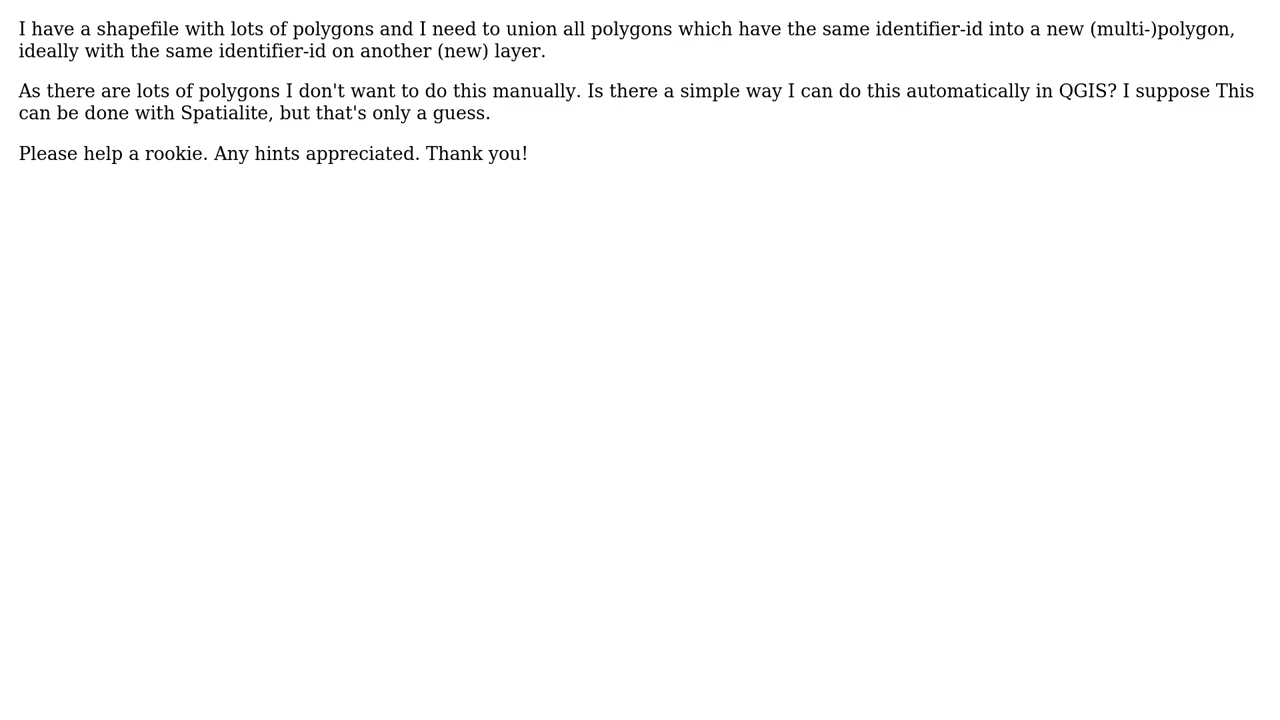 I have a shapefile with lots of polygons and I need to union all polygons which have the same identifier-id into a new (multi-)polygon,
ideally with the same identifier-id on another (new) layer.
As there are lots of polygons I don't want to do this manually. Is there a simple way I can do this automatically in QGIS? I suppose This
can be done with Spatialite, but that's only a guess.
Please help a rookie. Any hints appreciated. Thank you!